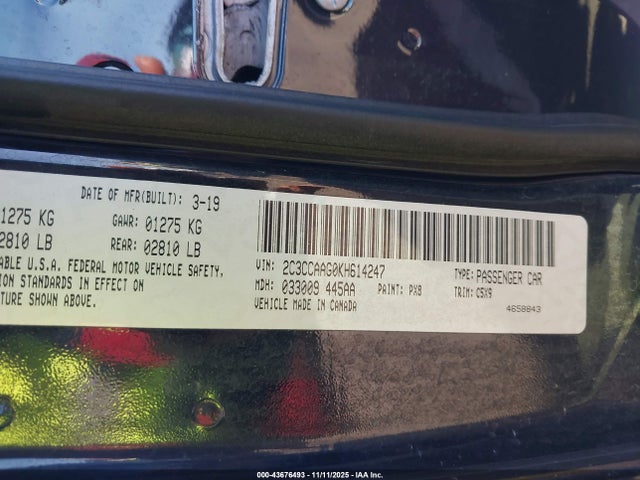 DATE OF MFR(BUILT): 3-19
1275 KG GAWR: 01275 KG
2810 LB REAR: 02810 LB
ABLE U.S.A. FEDERAL MOTOR VEHICLE SAFETY,
ION STANDARDS IN EFFECT ON
TURE SHOWN ABOVE.
VIN: 2C3CCAAG0KH614247 TYPE: PASSENGER CAR
MDH: 033009 445AA PAINT: PX8 TRIM: C5X9
VEHICLE MADE IN CANADA 4658843
000-43676493 - 11/11/2025 - IAA Inc.